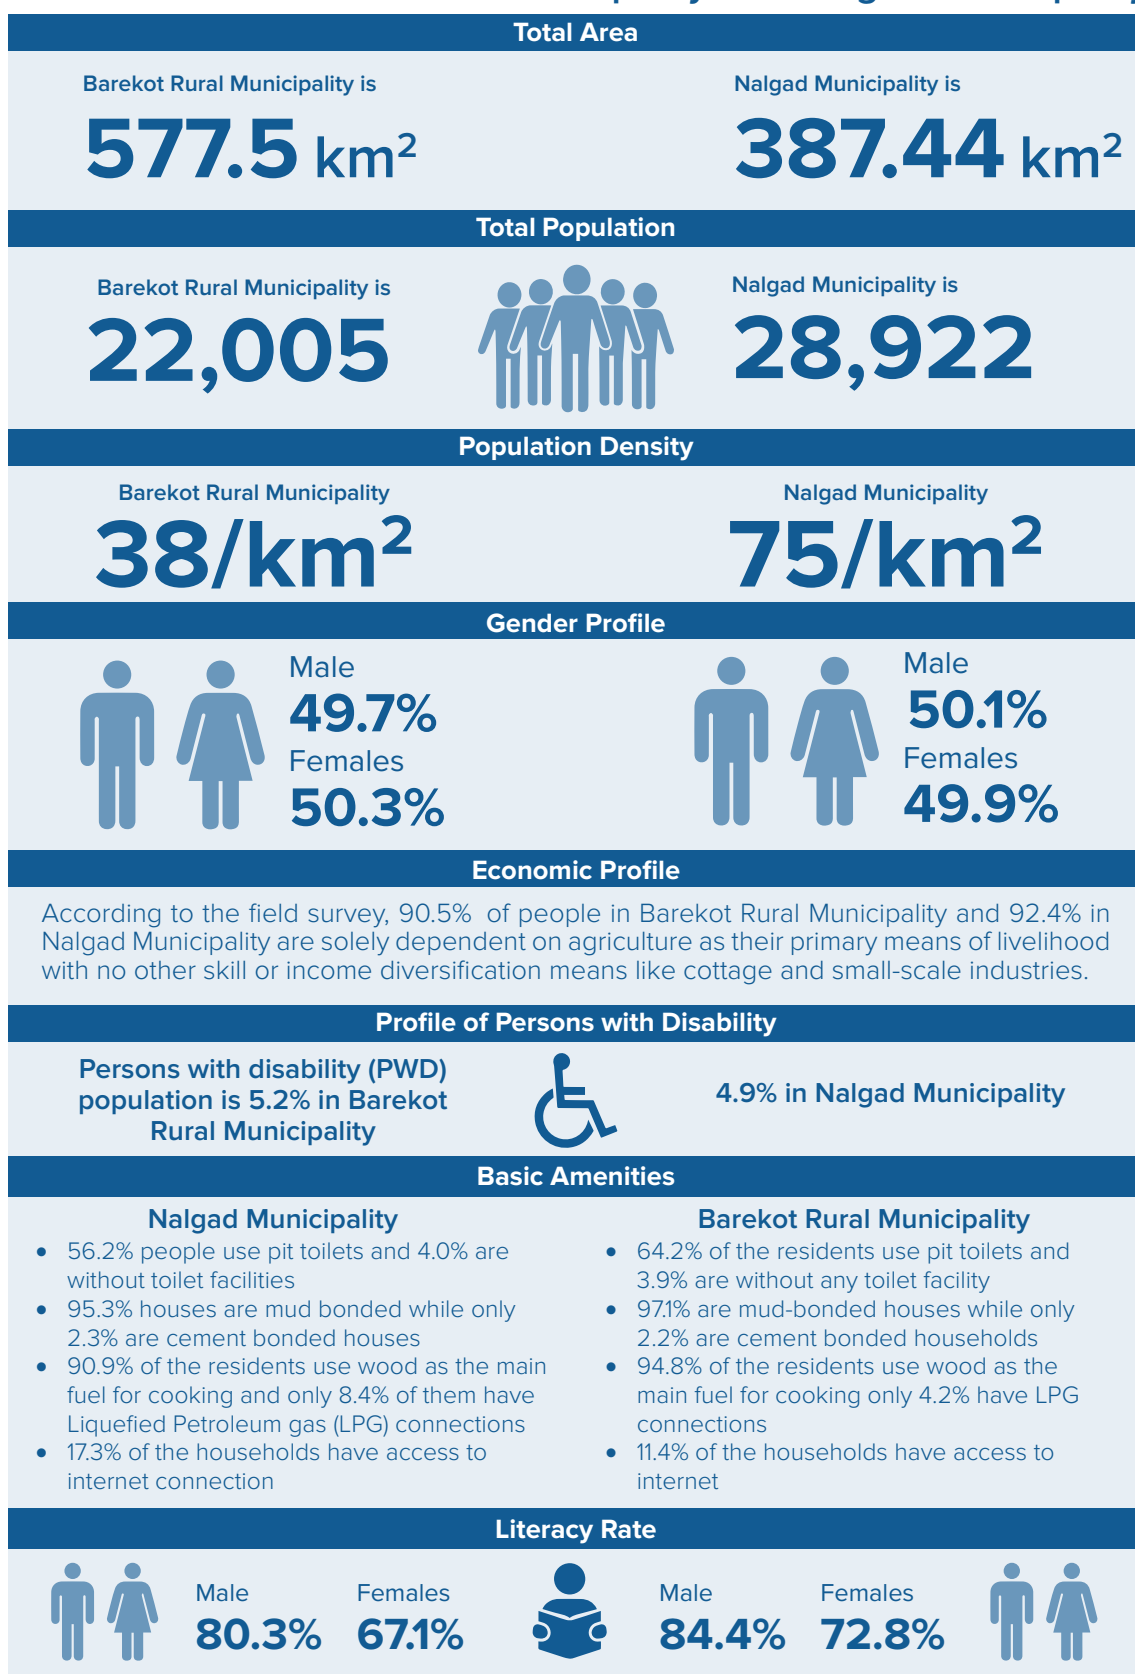 Total Area
Barekot Rural Municipality is
577.5 km²
Nalgad Municipality is
387.44 km²
Total Population
Barekot Rural Municipality is
22,005
Nalgad Municipality is
28,922
Population Density
Barekot Rural Municipality
38/km²
Nalgad Municipality
75/km²
Gender Profile
Male
49.7%
Females
50.3%
Male
50.1%
Females
49.9%
Economic Profile
According to the field survey, 90.5% of people in Barekot Rural Municipality and 92.4% in
Nalgad Municipality are solely dependent on agriculture as their primary means of livelihood
with no other skill or income diversification means like cottage and small-scale industries.
Profile of Persons with Disability
Persons with disability (PWD)
population is 5.2% in Barekot
Rural Municipality
4.9% in Nalgad Municipality
Basic Amenities
Nalgad Municipality
• 56.2% people use pit toilets and 4.0% are
without toilet facilities
• 95.3% houses are mud bonded while only
2.3% are cement bonded houses
• 90.9% of the residents use wood as the main
fuel for cooking and only 8.4% of them have
Liquefied Petroleum gas (LPG) connections
• 17.3% of the households have access to
internet connection
Barekot Rural Municipality
• 64.2% of the residents use pit toilets and
3.9% are without any toilet facility
• 97.1% are mud-bonded houses while only
2.2% are cement bonded households
• 94.8% of the residents use wood as the
main fuel for cooking only 4.2% have LPG
connections
• 11.4% of the households have access to
internet
Literacy Rate
Male
80.3%
Females
67.1%
Male
84.4%
Females
72.8%